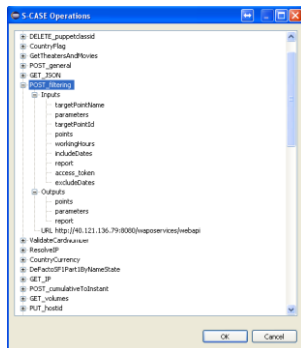 S-CASE Operations
DELETE_puppetclassid
CountryFlag
GetTheatersAndMovies
POST_general
GET_JSON
POST_filtering
Inputs
targetPointName
parameters
targetPointId
points
workingHours
includeDates
report
access_token
excludeDates
Outputs
points
parameters
report
URL http://40.121.136.79:8080/waposervices/webapi
ValidateCardNumber
ResolveIP
CountryCurrency
DeFactoSP1Part1ByNameState
GET_IP
POST_cumulativeToInstant
GET_volumes
PUT_hostid
OK Cancel